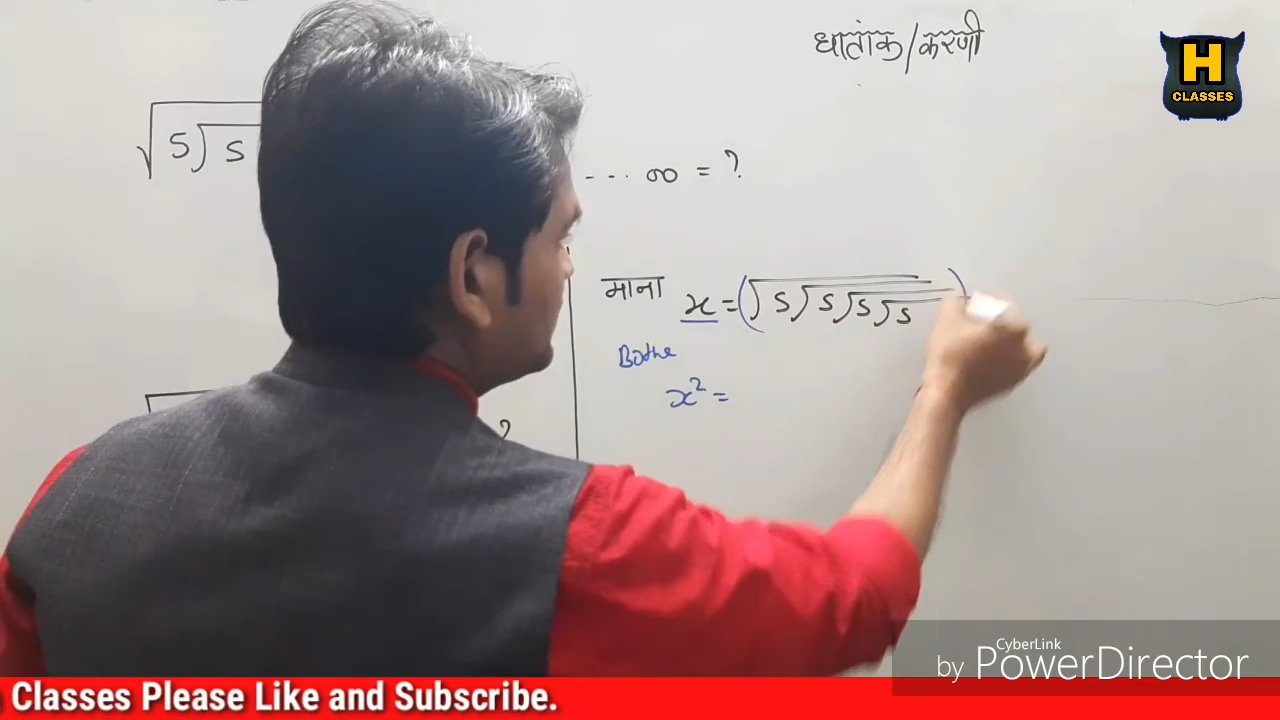 घातांक/करणी
H
CLASSES
√5√5
--- ∞ = ?
माना x = (√5√5√5√5 )
Bothe
x² =
?
CyberLink
by PowerDirector
Classes Please Like and Subscribe.